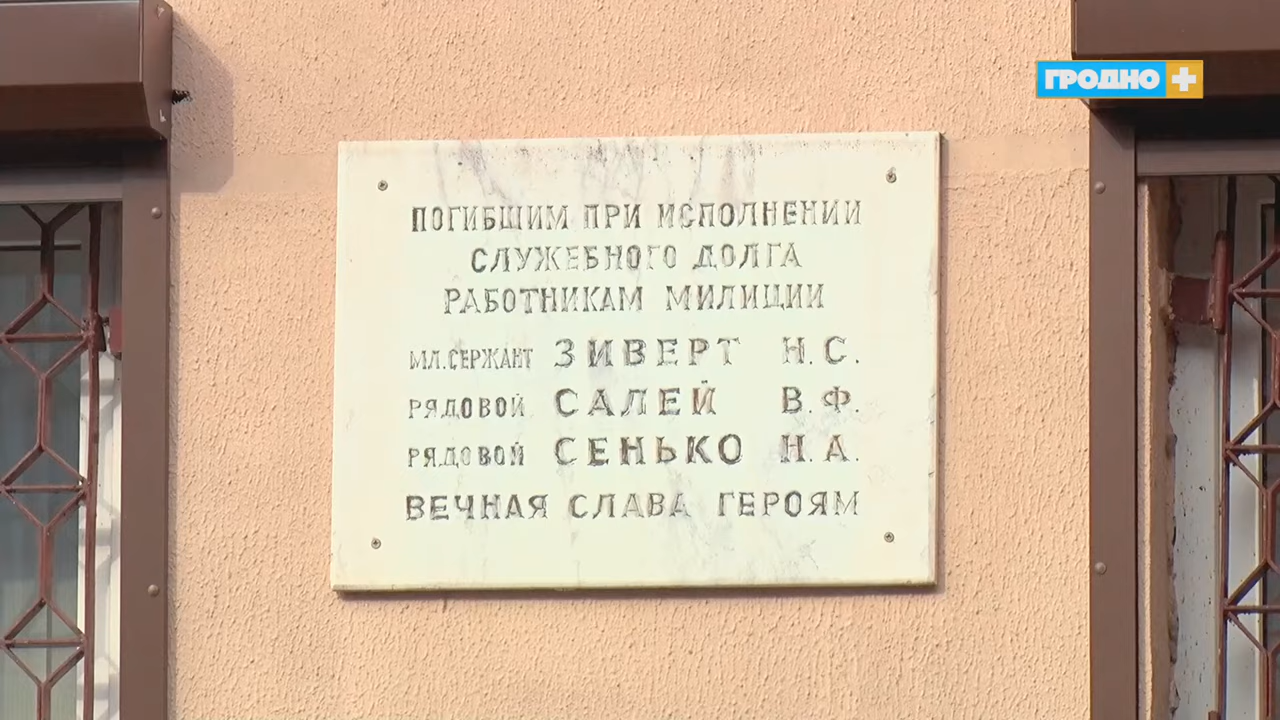 ГРОДНО +
ПОГИБШИМ ПРИ ИСПОЛНЕНИИ
СЛУЖЕБНОГО ДОЛГА
РАБОТНИКАМ МИЛИЦИИ
МЛ. СЕРЖАНТ ЗИВЕРТ Н.С.
РЯДОВОЙ САЛЕЙ В.Ф.
РЯДОВОЙ СЕНЬКО Н.А.
ВЕЧНАЯ СЛАВА ГЕРОЯМ